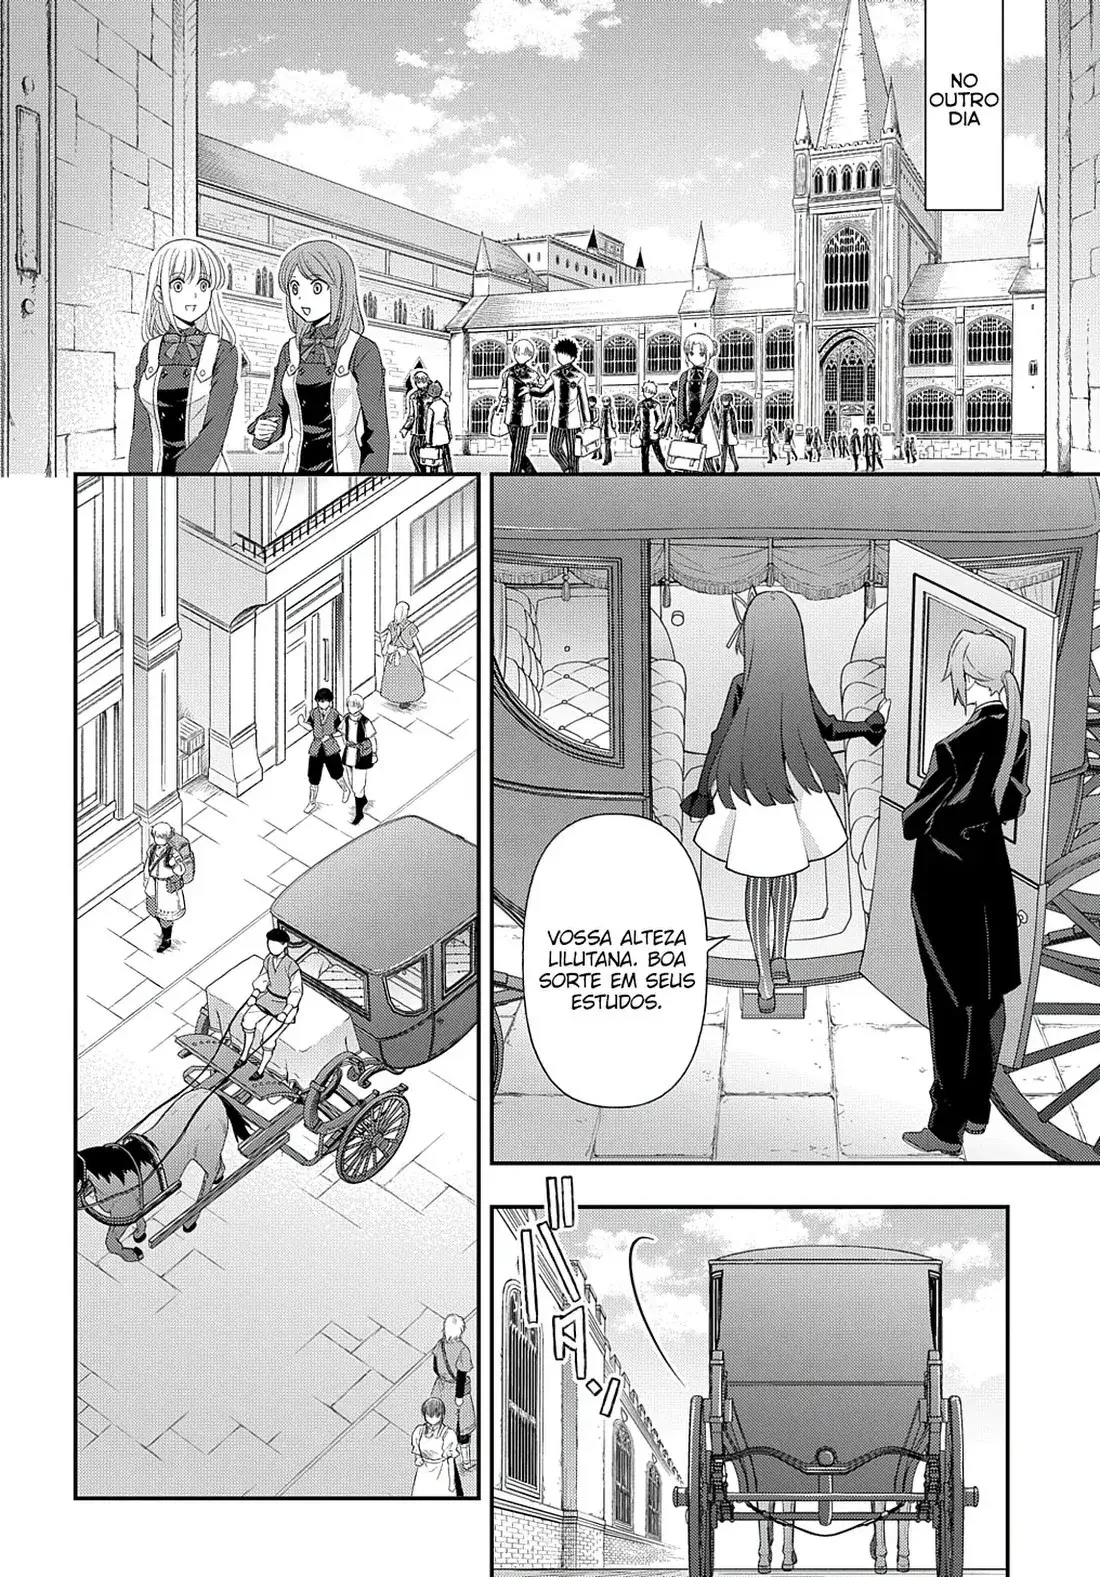 NO
OUTRO
DIA
VOSSA ALTEZA
LILUTANA. BOA
SORTE EM SEUS
ESTUDOS.